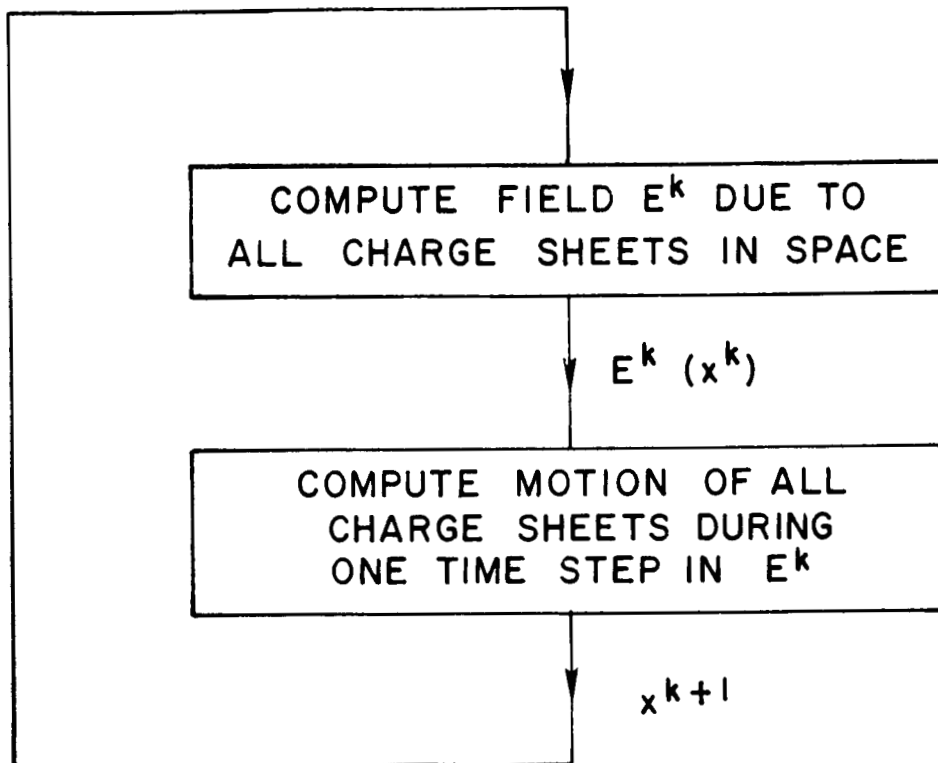 COMPUTE FIELD E^k DUE TO
ALL CHARGE SHEETS IN SPACE
E^k (x^k)
COMPUTE MOTION OF ALL
CHARGE SHEETS DURING
ONE TIME STEP IN E^k
x^k+1